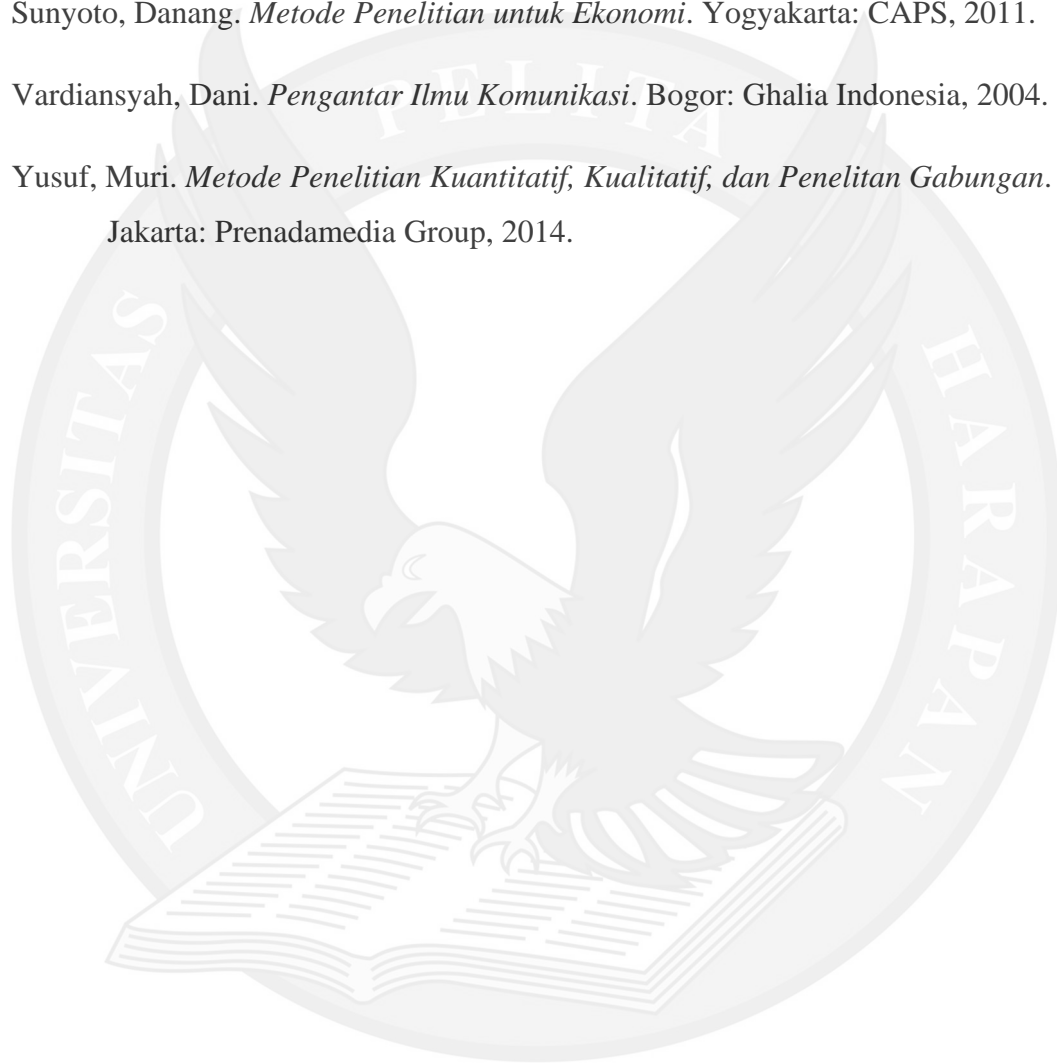 Sunyoto, Danang. Metode Penelitian untuk Ekonomi. Yogyakarta: CAPS, 2011.
Vardiansyah, Dani. Pengantar Ilmu Komunikasi. Bogor: Ghalia Indonesia, 2004.
Yusuf, Muri. Metode Penelitian Kuantitatif, Kualitatif, dan Penelitan Gabungan.
Jakarta: Prenadamedia Group, 2014.
UNIVERSITAS PELITA HARAPAN